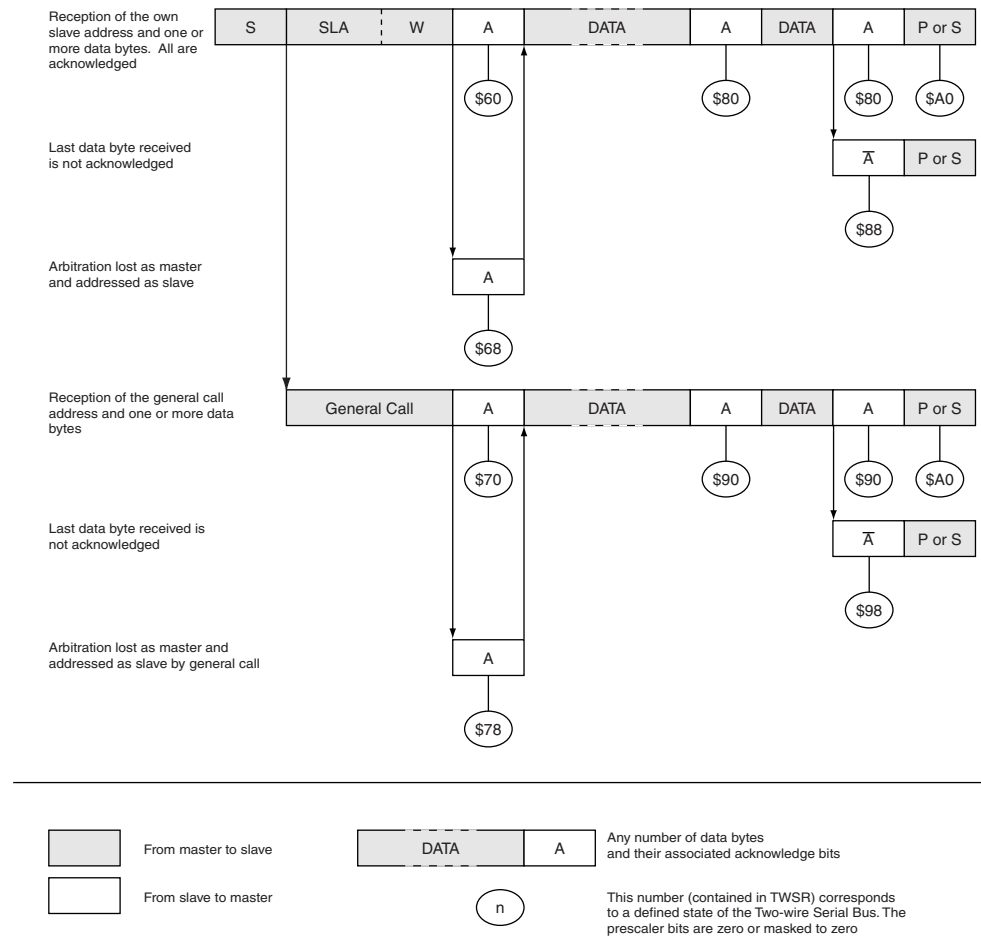 Reception of the own
slave address and one or
more data bytes. All are
acknowledged
S SLA W A DATA A DATA A P or S
$60 $80 $80 $A0
Last data byte received
is not acknowledged
A̅ P or S
$88
Arbitration lost as master
and addressed as slave
A
$68
Reception of the general call
address and one or more data
bytes
General Call A DATA A DATA A P or S
$70 $90 $90 $A0
Last data byte received is
not acknowledged
A̅ P or S
$98
Arbitration lost as master and
addressed as slave by general call
A
$78
From master to slave
DATA A
Any number of data bytes
and their associated acknowledge bits
From slave to master
n
This number (contained in TWSR) corresponds
to a defined state of the Two-wire Serial Bus. The
prescaler bits are zero or masked to zero